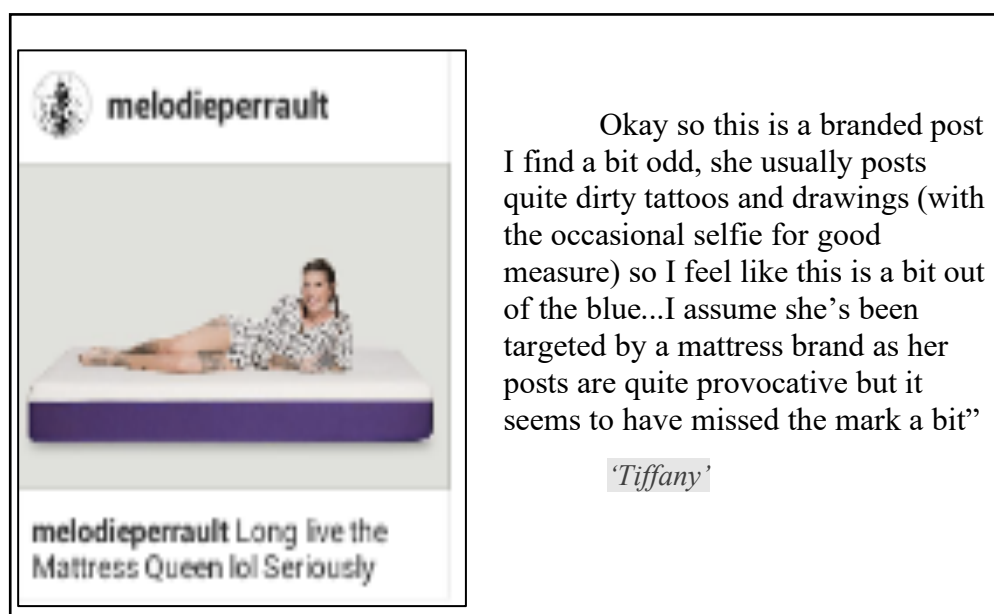 melodieperrault
melodieperrault Long live the
Mattress Queen lol Seriously
Okay so this is a branded post
I find a bit odd, she usually posts
quite dirty tattoos and drawings (with
the occasional selfie for good
measure) so I feel like this is a bit out
of the blue...I assume she’s been
targeted by a mattress brand as her
posts are quite provocative but it
seems to have missed the mark a bit”
‘Tiffany’